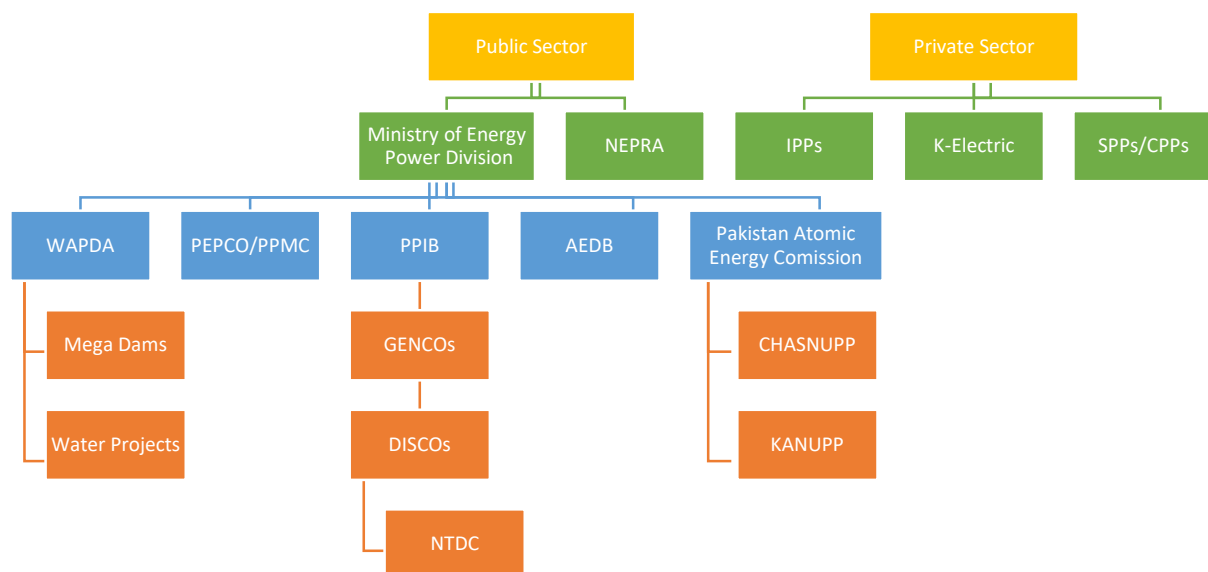 Public Sector
Private Sector
Ministry of Energy
Power Division
NEPRA
IPPs
K-Electric
SPPs/CPPs
WAPDA
PEPCO/PPMC
PPIB
AEDB
Pakistan Atomic
Energy Comission
Mega Dams
GENCOs
CHASNUPP
Water Projects
DISCOs
KANUPP
NTDC